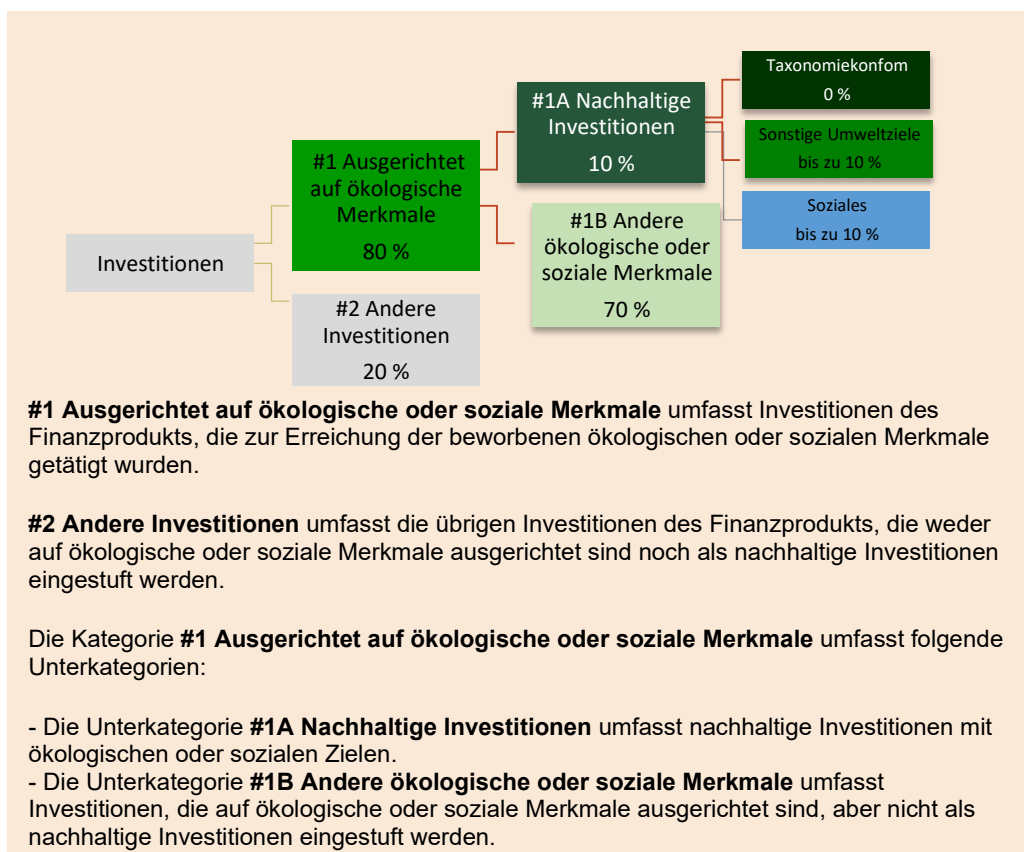 Taxonomiekonfom
0 %
#1A Nachhaltige
Investitionen
10 %
Sonstige Umweltziele
bis zu 10 %
#1 Ausgerichtet
auf ökologische
Merkmale
80 %
Soziales
bis zu 10 %
#1B Andere
ökologische oder
soziale Merkmale
70 %
Investitionen
#2 Andere
Investitionen
20 %
#1 Ausgerichtet auf ökologische oder soziale Merkmale umfasst Investitionen des
Finanzprodukts, die zur Erreichung der beworbenen ökologischen oder sozialen Merkmale
getätigt wurden.
#2 Andere Investitionen umfasst die übrigen Investitionen des Finanzprodukts, die weder
auf ökologische oder soziale Merkmale ausgerichtet sind noch als nachhaltige Investitionen
eingestuft werden.
Die Kategorie #1 Ausgerichtet auf ökologische oder soziale Merkmale umfasst folgende
Unterkategorien:
- Die Unterkategorie #1A Nachhaltige Investitionen umfasst nachhaltige Investitionen mit
ökologischen oder sozialen Zielen.
- Die Unterkategorie #1B Andere ökologische oder soziale Merkmale umfasst
Investitionen, die auf ökologische oder soziale Merkmale ausgerichtet sind, aber nicht als
nachhaltige Investitionen eingestuft werden.